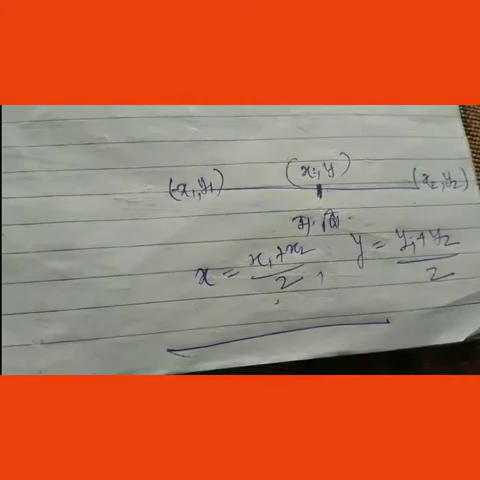 (x₁,y₁) (x,y) (x₂,y₂)
x = x₁+x₂/2, y = y₁+y₂/2